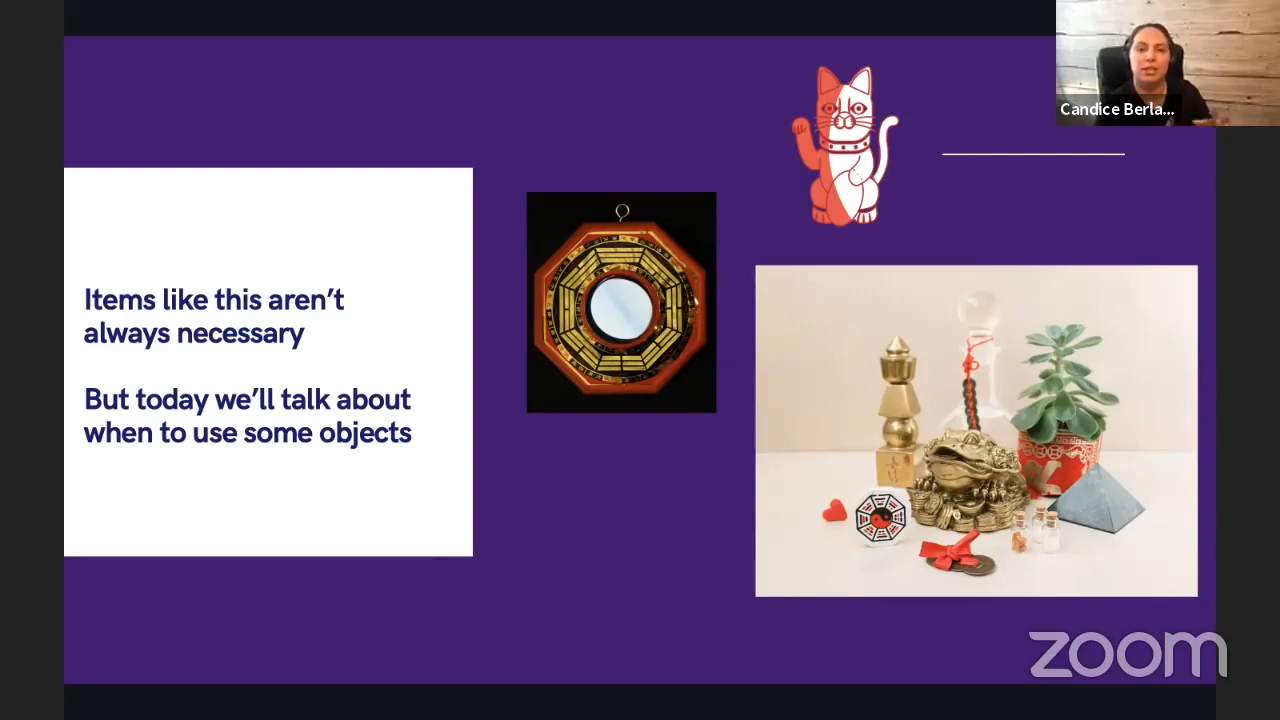 Candice Berla...
Items like this aren't
always necessary
But today we'll talk about
when to use some objects
zoom